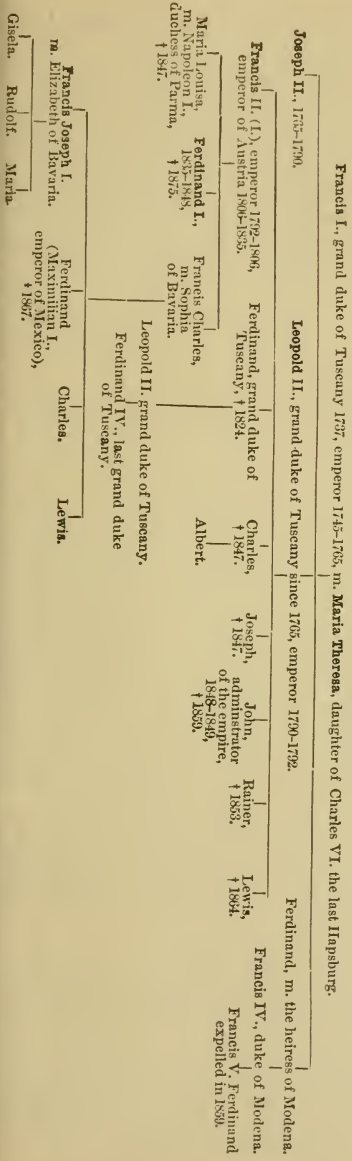 Francis I., grand duke of Tuscany 1737, emperor 1745-1765, m. Maria Theresa, daughter of Charles VI. the last Hapsburg.
Joseph II., 1765-1790.
Leopold II., grand duke of Tuscany since 1765, emperor 1790-1792.
Ferdinand, m. the heiress of Modena.
Francis II. (I.) emperor 1792-1806,
emperor of Austria 1806-1835.
Ferdinand, grand duke of
Tuscany, † 1824.
Charles,
† 1847.
Joseph,
† 1847.
John,
adminstrator
of the empire,
1848-1849,
† 1859.
Rainer,
† 1853.
Lewis,
† 1864.
Francis IV., duke of Modena.
Francis V. Ferdinand
expelled in 1859.
Maria Louisa,
m. Napoleon I.,
duchess of Parma,
† 1847.
Ferdinand I.,
1835-1848,
† 1875.
Francis Charles,
m. Sophia
of Bavaria.
Leopold II. grand duke of Tuscany.
Ferdinand IV., last grand duke
of Tuscany.
Albert.
Francis Joseph I.
m. Elizabeth of Bavaria.
Ferdinand
(Maximilian I.,
emperor of Mexico),
† 1867.
Charles.
Lewis.
Gisela.
Rudolf.
Maria